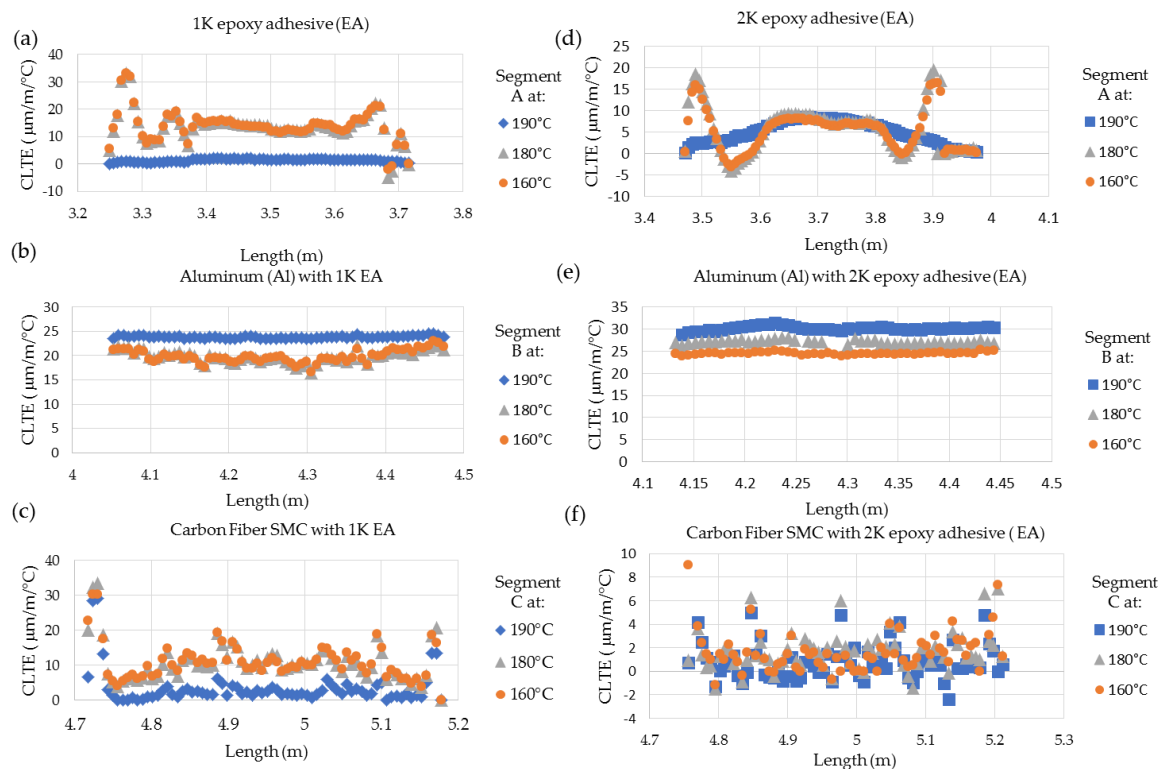 (a)
1K epoxy adhesive (EA)
CLTE ( μm/m/°C)
40
30
20
10
0
-10
3.2
3.3
3.4
3.5
3.6
3.7
3.8
Length (m)
Segment
A at:
190°C
180°C
160°C
(d)
2K epoxy adhesive (EA)
CLTE ( μm/m/°C)
25
20
15
10
5
0
-5
-10
3.4
3.5
3.6
3.7
3.8
3.9
4
4.1
Length (m)
Segment
A at:
190°C
180°C
160°C
(b)
Aluminum (Al) with 1K EA
CLTE ( μm/m/°C)
30
25
20
15
10
5
0
4
4.1
4.2
4.3
4.4
4.5
Length (m)
Segment
B at:
190°C
180°C
160°C
(e)
Aluminum (Al) with 2K epoxy adhesive (EA)
CLTE ( μm/m/°C)
35
30
25
20
15
10
5
0
4.1
4.15
4.2
4.25
4.3
4.35
4.4
4.45
4.5
Length (m)
Segment
B at:
190°C
180°C
160°C
(c)
Carbon Fiber SMC with 1K EA
CLTE ( μm/m/°C)
40
30
20
10
0
4.7
4.8
4.9
5
5.1
5.2
Length (m)
Segment
C at:
190°C
180°C
160°C
(f)
Carbon Fiber SMC with 2K epoxy adhesive ( EA)
CLTE ( μm/m/°C)
10
8
6
4
2
0
-2
-4
4.7
4.8
4.9
5
5.1
5.2
5.3
Length (m)
Segment
C at:
190°C
180°C
160°C